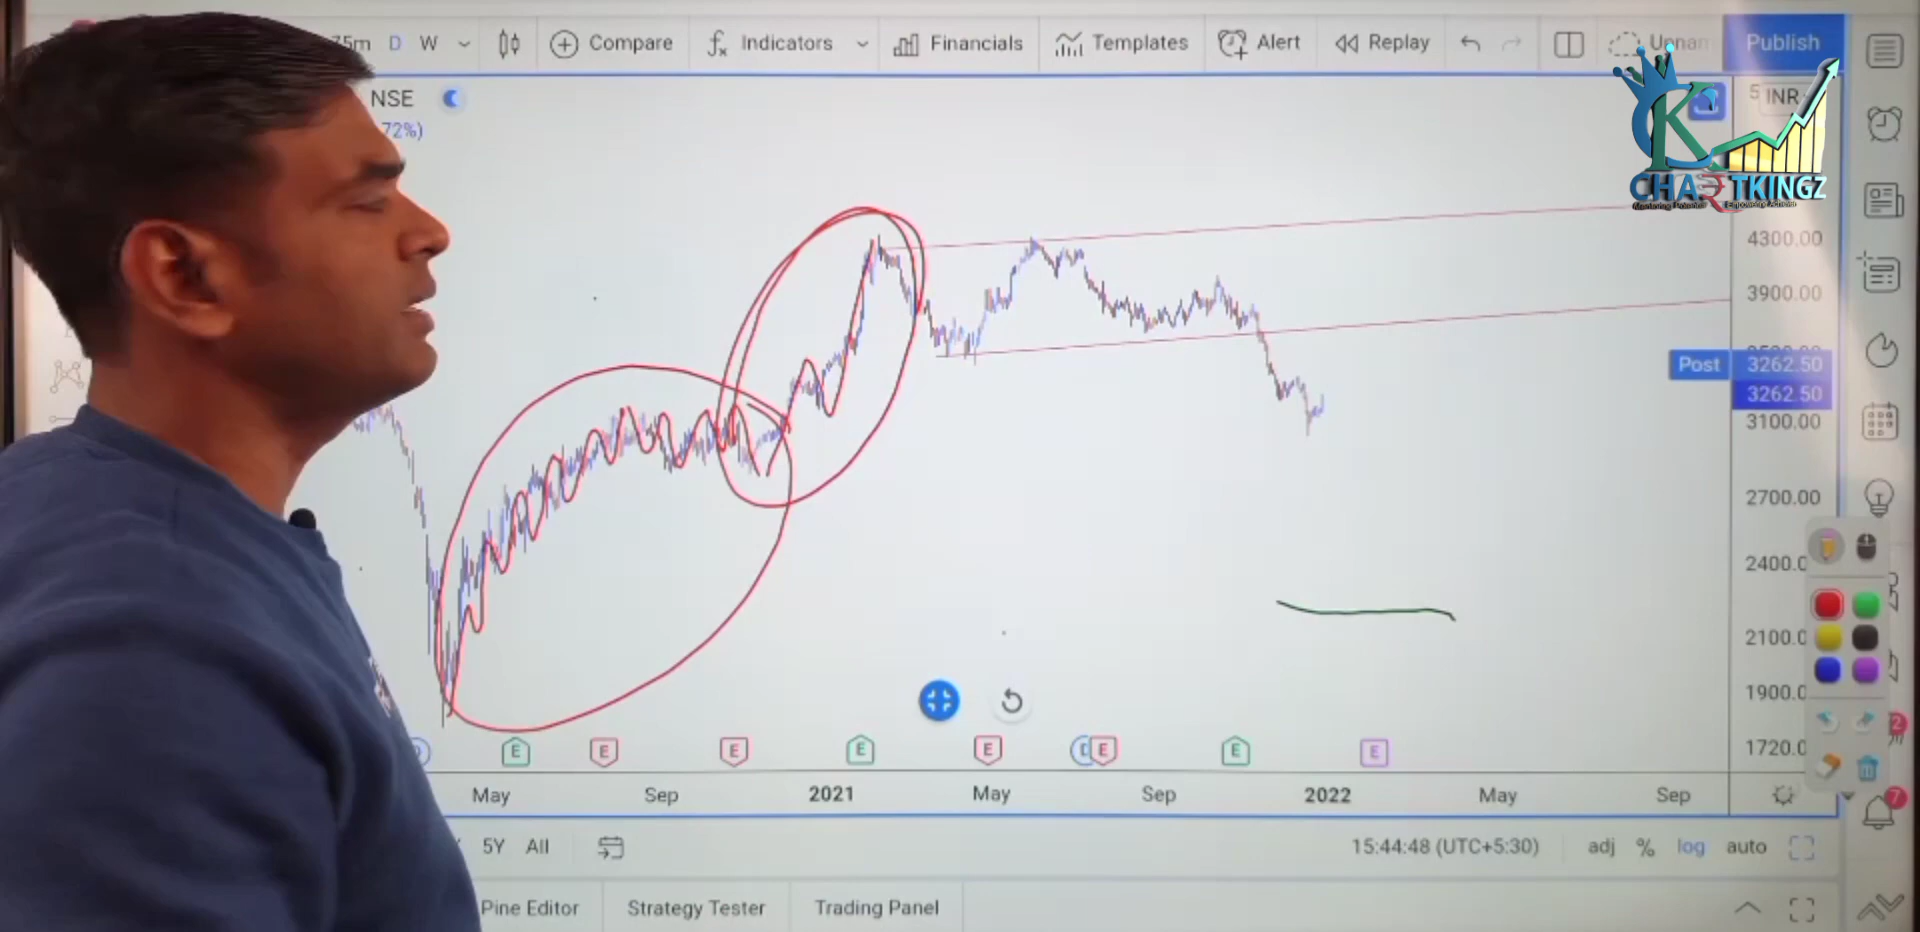 75m D W Compare Indicators Financials Templates Alert Replay Publish
NSE
72%)
INR
CHARTKINGZ
4300.00
3900.00
Post 3262.50
3262.50
3100.00
2700.00
2400.0
2100.0
1900.0
1720.0
E E E E E D E E E
May Sep 2021 May Sep 2022 May Sep
5Y All 15:44:48 (UTC+5:30) adj % log auto
Pine Editor Strategy Tester Trading Panel
2
7